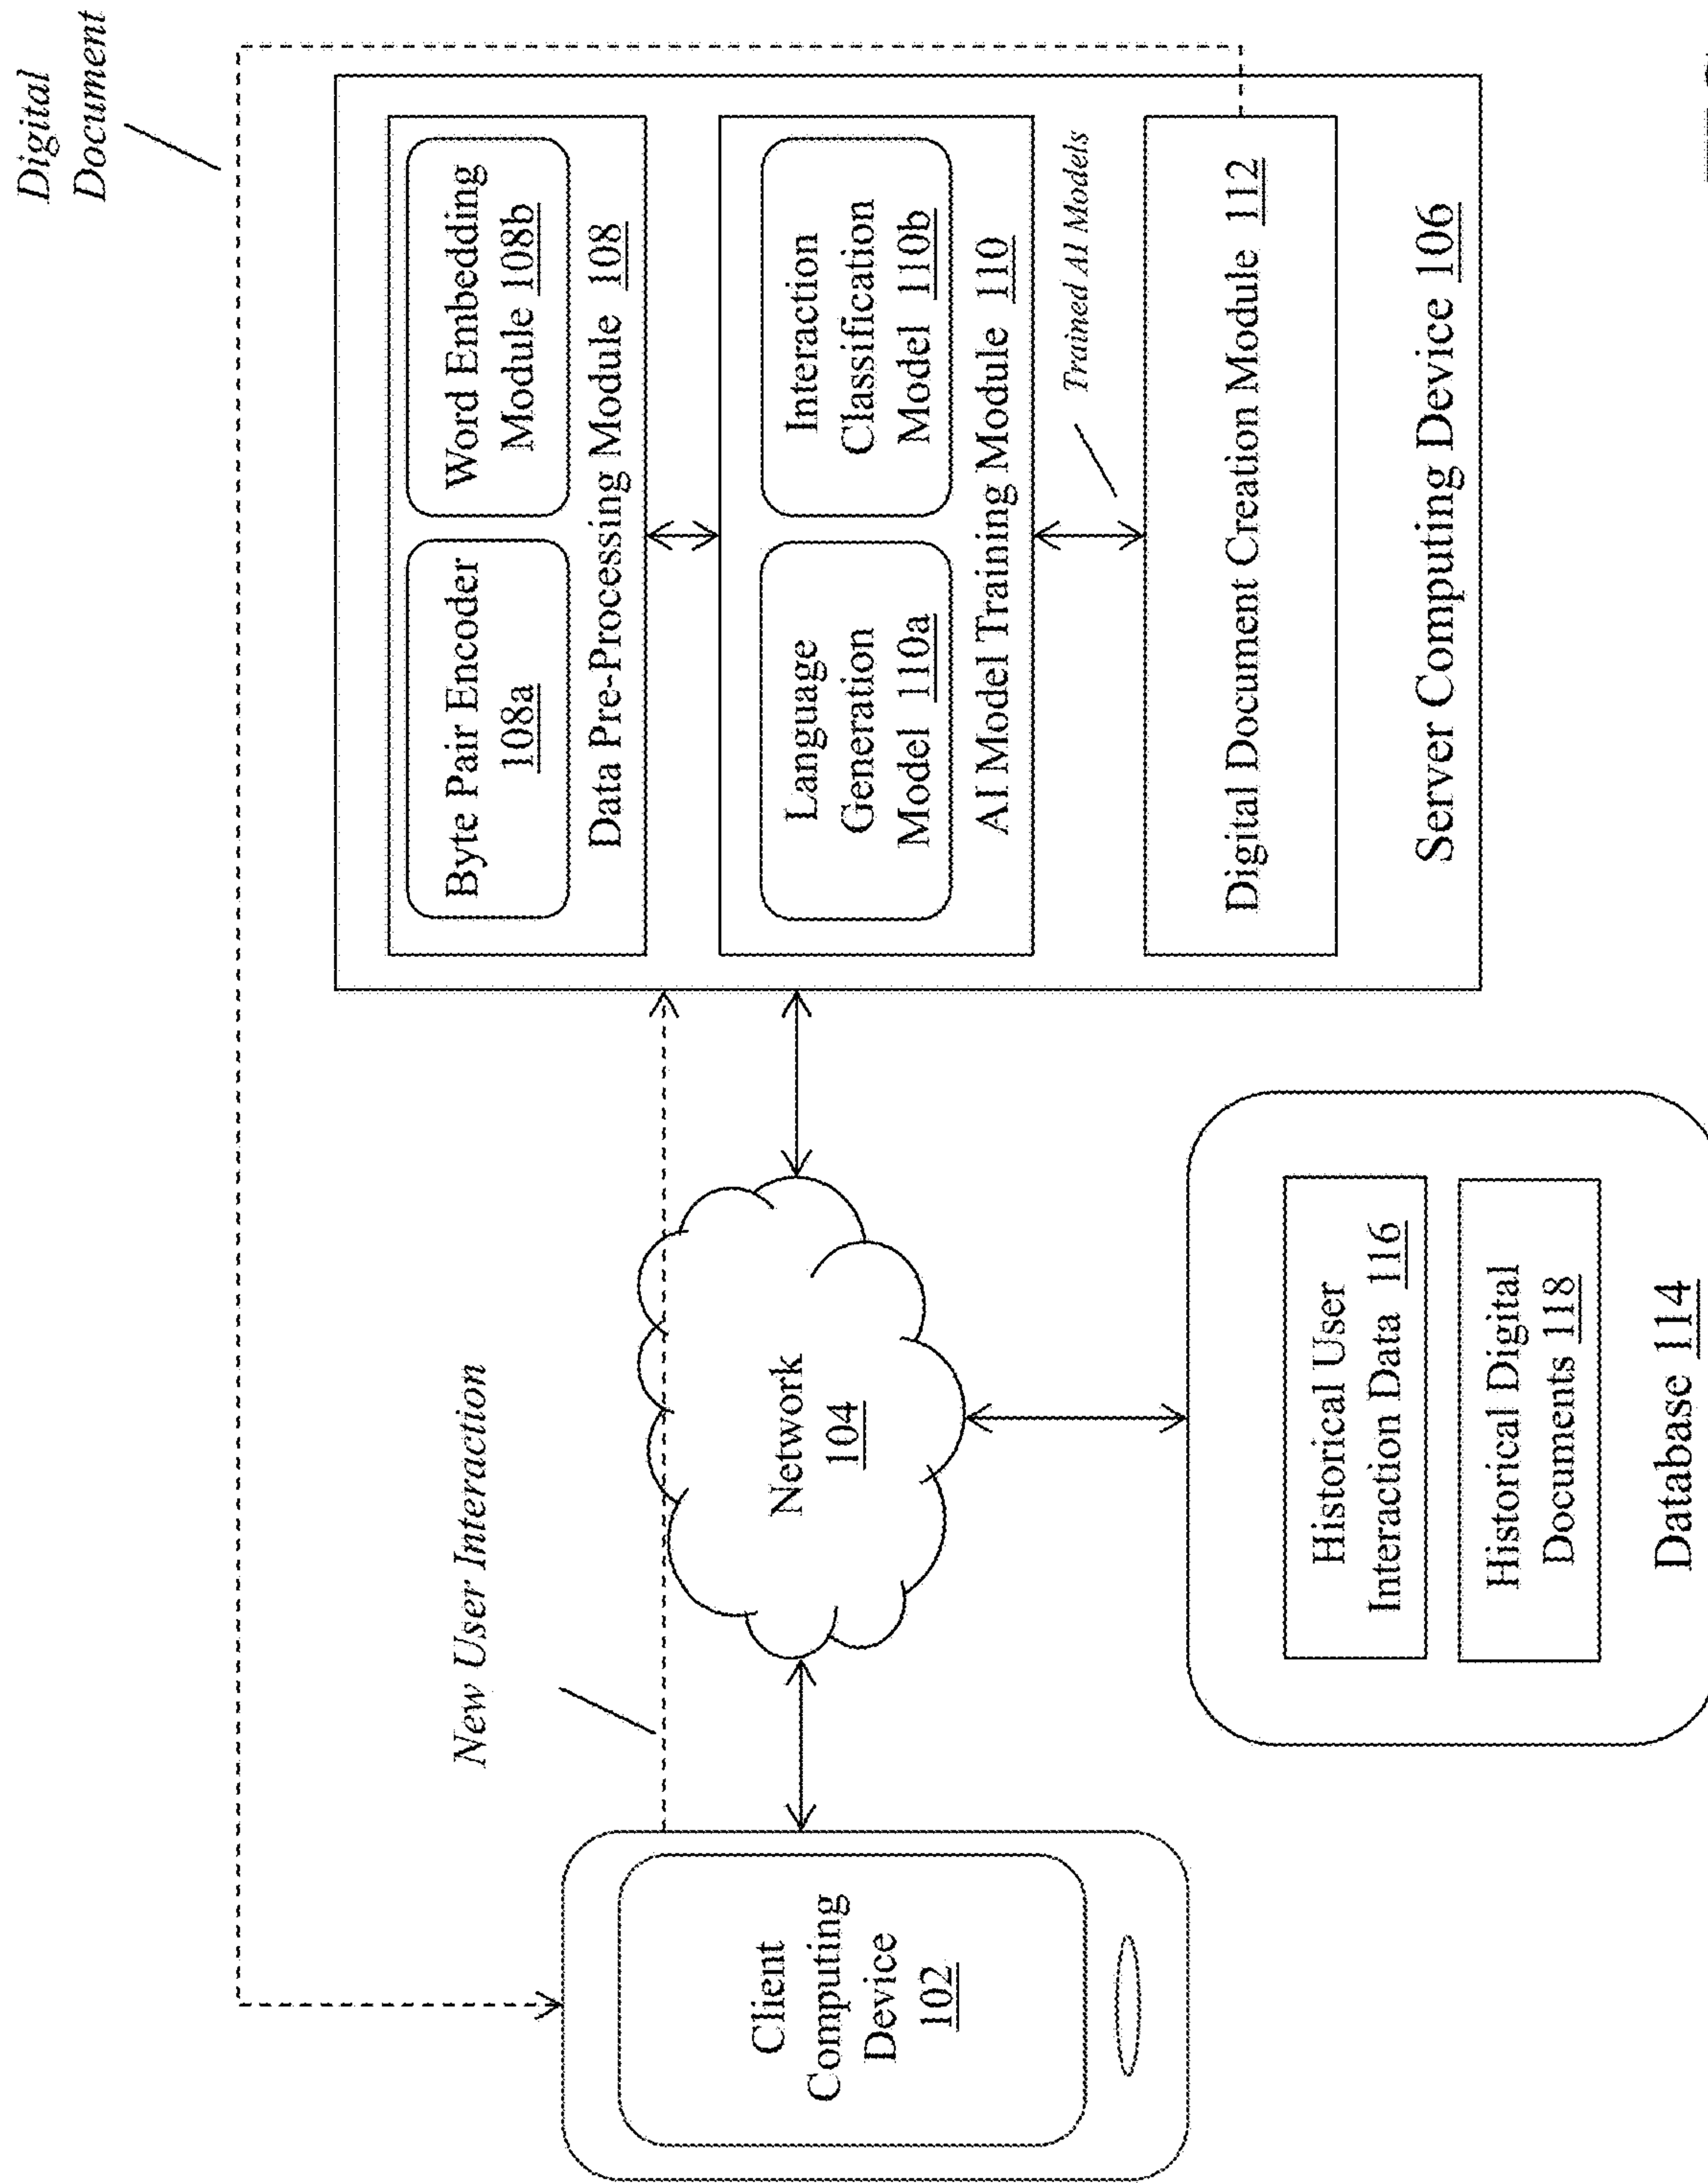 Digital
Document
New User Interaction
Client
Computing
Device
102
Network
104
Byte Pair Encoder
108a
Word Embedding
Module 108b
Data Pre-Processing Module 108
Language
Generation
Model 110a
Interaction
Classification
Model 110b
AI Model Training Module 110
Trained AI Models
Digital Document Creation Module 112
Server Computing Device 106
Historical User
Interaction Data 116
Historical Digital
Documents 118
Database 114